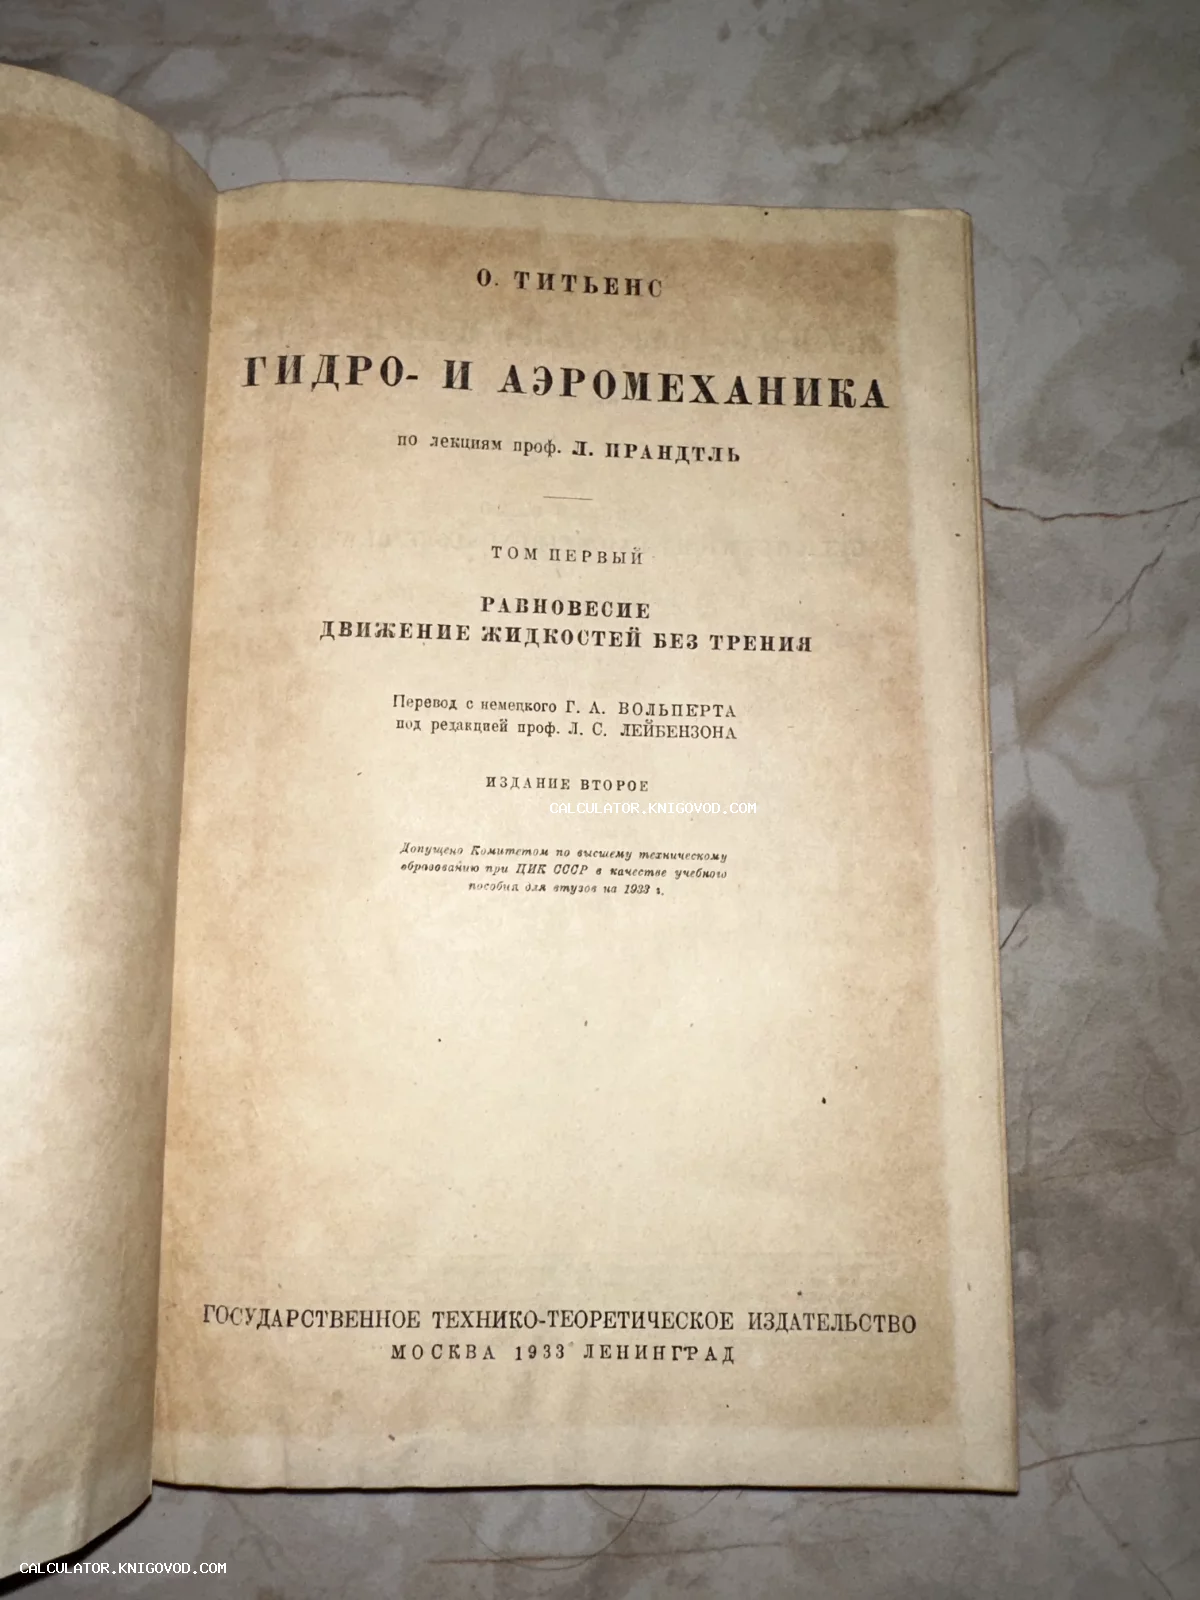 О. ТИТЬЕНС
ГИДРО- И АЭРОМЕХАНИКА
по лекциям проф. Л. ПРАНДТЛЬ
ТОМ ПЕРВЫЙ
РАВНОВЕСИЕ
ДВИЖЕНИЕ ЖИДКОСТЕЙ БЕЗ ТРЕНИЯ
Перевод с немецкого Г. А. ВОЛЬПЕРТА
под редакцией проф. Л. С. ЛЕЙБЕНЗОНА
ИЗДАНИЕ ВТОРОЕ
CALCULATOR.KNIGOVOD.COM
Допущено Комитетом по высшему техническому
образованию при ЦИК СССР в качестве учебного
пособия для втузов на 1933 г.
ГОСУДАРСТВЕННОЕ ТЕХНИКО-ТЕОРЕТИЧЕСКОЕ ИЗДАТЕЛЬСТВО
МОСКВА 1933 ЛЕНИНГРАД
CALCULATOR.KNIGOVOD.COM